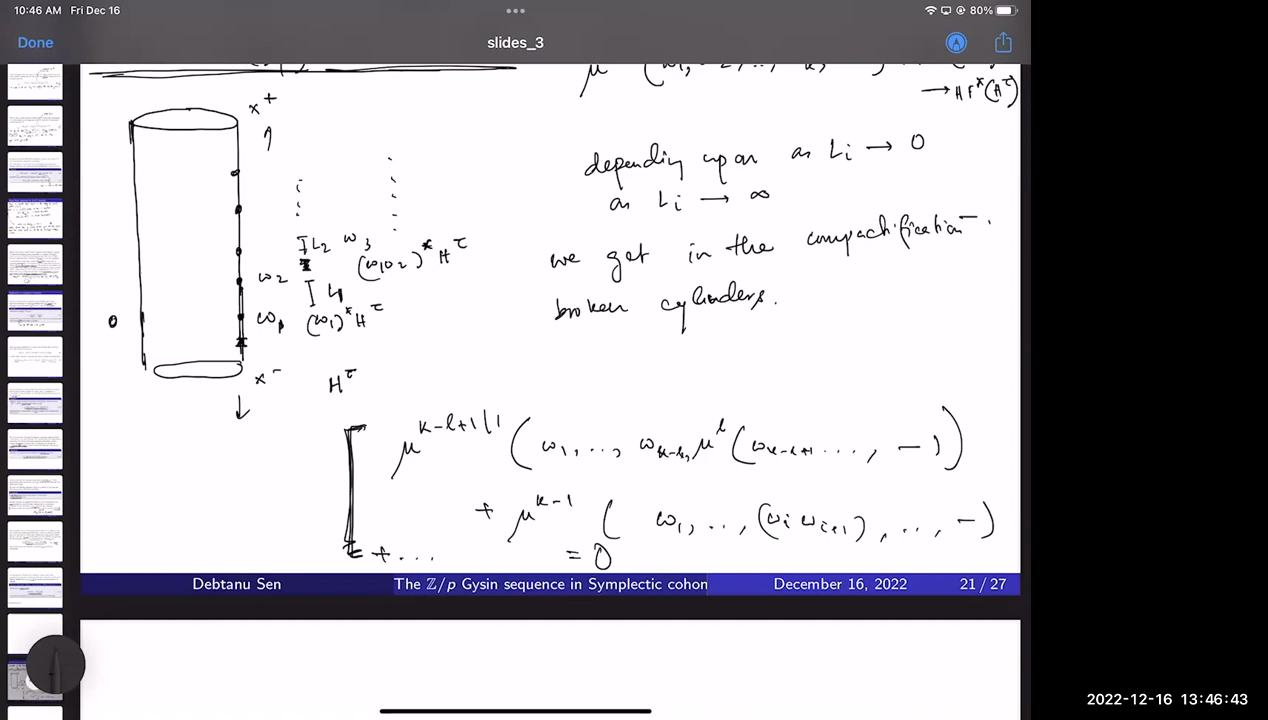 10:46 AM Fri Dec 16
80%
Done
slides_3
→ HF*(H^τ)
x⁺
depending upon as Li → 0
as Li → ∞
we get in the compactification.
broken cylinders.
L2 ω3
(ω1ω2)* H^τ
ω2
L1
0
ω1 (ω1)* H^τ
x⁻
H^τ
μ^{k-l+1|1} ( ω1, ..., ω_{k-l}, μ^l ( ω_{k-l+1} ..., − ) )
+ μ^{k-1} ( ω1, ..., (ωi ωi+1), ..., − )
+ ... = 0
Debtanu Sen The ℤ/p Gysin sequence in Symplectic cohor December 16, 2022 21 / 27
2022-12-16 13:46:43